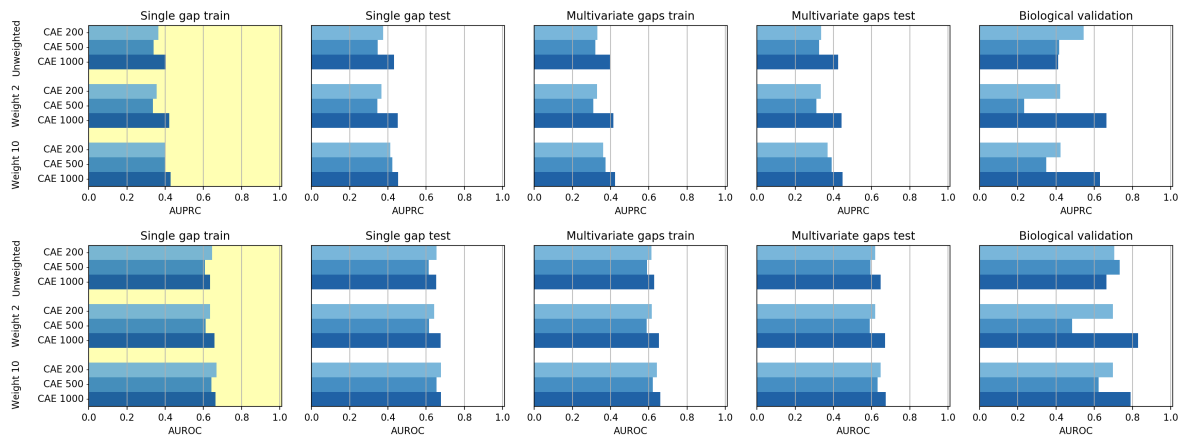 Single gap train
Single gap test
Multivariate gaps train
Multivariate gaps test
Biological validation
Unweighted
CAE 200
CAE 500
CAE 1000
Weight 2
CAE 200
CAE 500
CAE 1000
Weight 10
CAE 200
CAE 500
CAE 1000
0.0 0.2 0.4 0.6 0.8 1.0
0.0 0.2 0.4 0.6 0.8 1.0
0.0 0.2 0.4 0.6 0.8 1.0
0.0 0.2 0.4 0.6 0.8 1.0
0.0 0.2 0.4 0.6 0.8 1.0
AUPRC
AUPRC
AUPRC
AUPRC
AUPRC
Single gap train
Single gap test
Multivariate gaps train
Multivariate gaps test
Biological validation
Unweighted
CAE 200
CAE 500
CAE 1000
Weight 2
CAE 200
CAE 500
CAE 1000
Weight 10
CAE 200
CAE 500
CAE 1000
0.0 0.2 0.4 0.6 0.8 1.0
0.0 0.2 0.4 0.6 0.8 1.0
0.0 0.2 0.4 0.6 0.8 1.0
0.0 0.2 0.4 0.6 0.8 1.0
0.0 0.2 0.4 0.6 0.8 1.0
AUROC
AUROC
AUROC
AUROC
AUROC